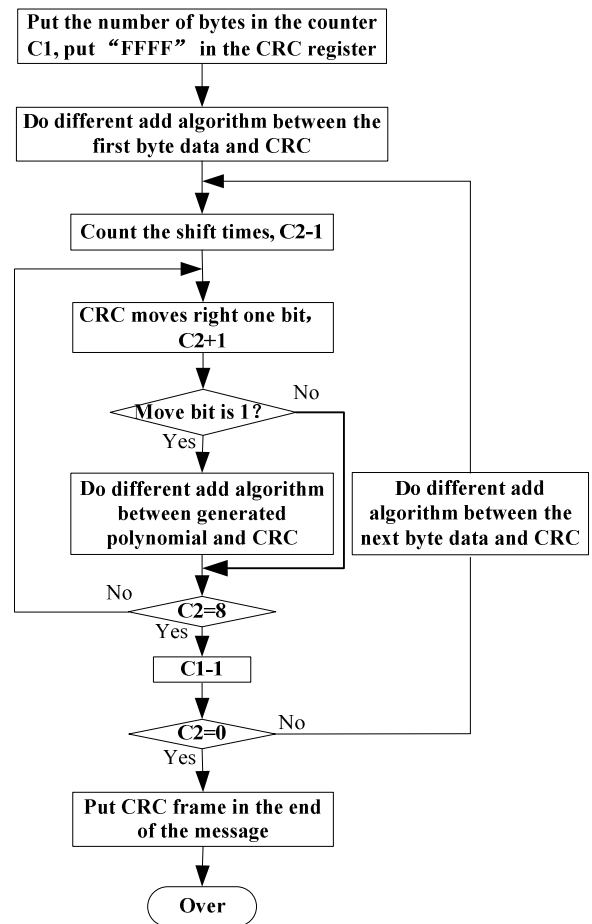 Put the number of bytes in the counter
C1, put “FFFF” in the CRC register
Do different add algorithm between the
first byte data and CRC
Count the shift times, C2-1
CRC moves right one bit,
C2+1
No
Move bit is 1?
Yes
Do different add algorithm
between generated
polynomial and CRC
Do different add
algorithm between the
next byte data and CRC
No
C2=8
Yes
C1-1
C2=0
No
Yes
Put CRC frame in the end
of the message
Over